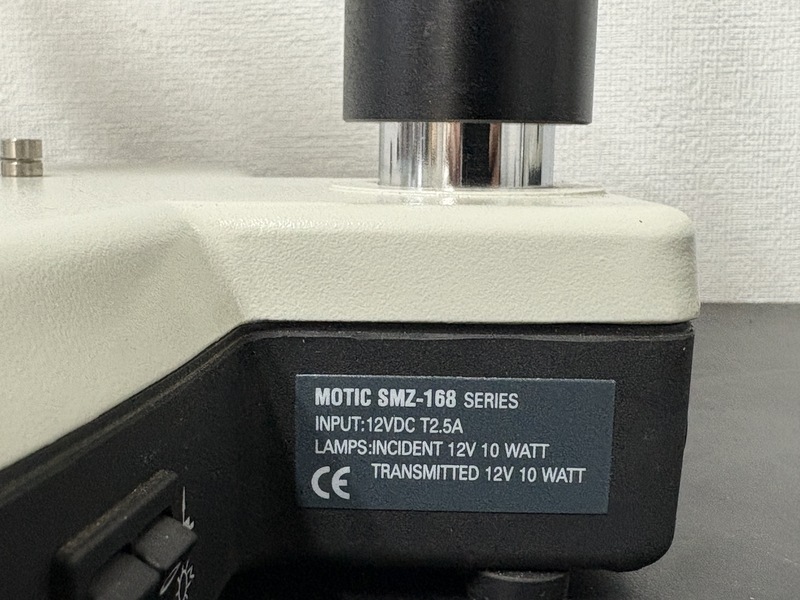 MOTIC SMZ-168 SERIES
INPUT:12VDC T2.5A
LAMPS:INCIDENT 12V 10 WATT
TRANSMITTED 12V 10 WATT
CE